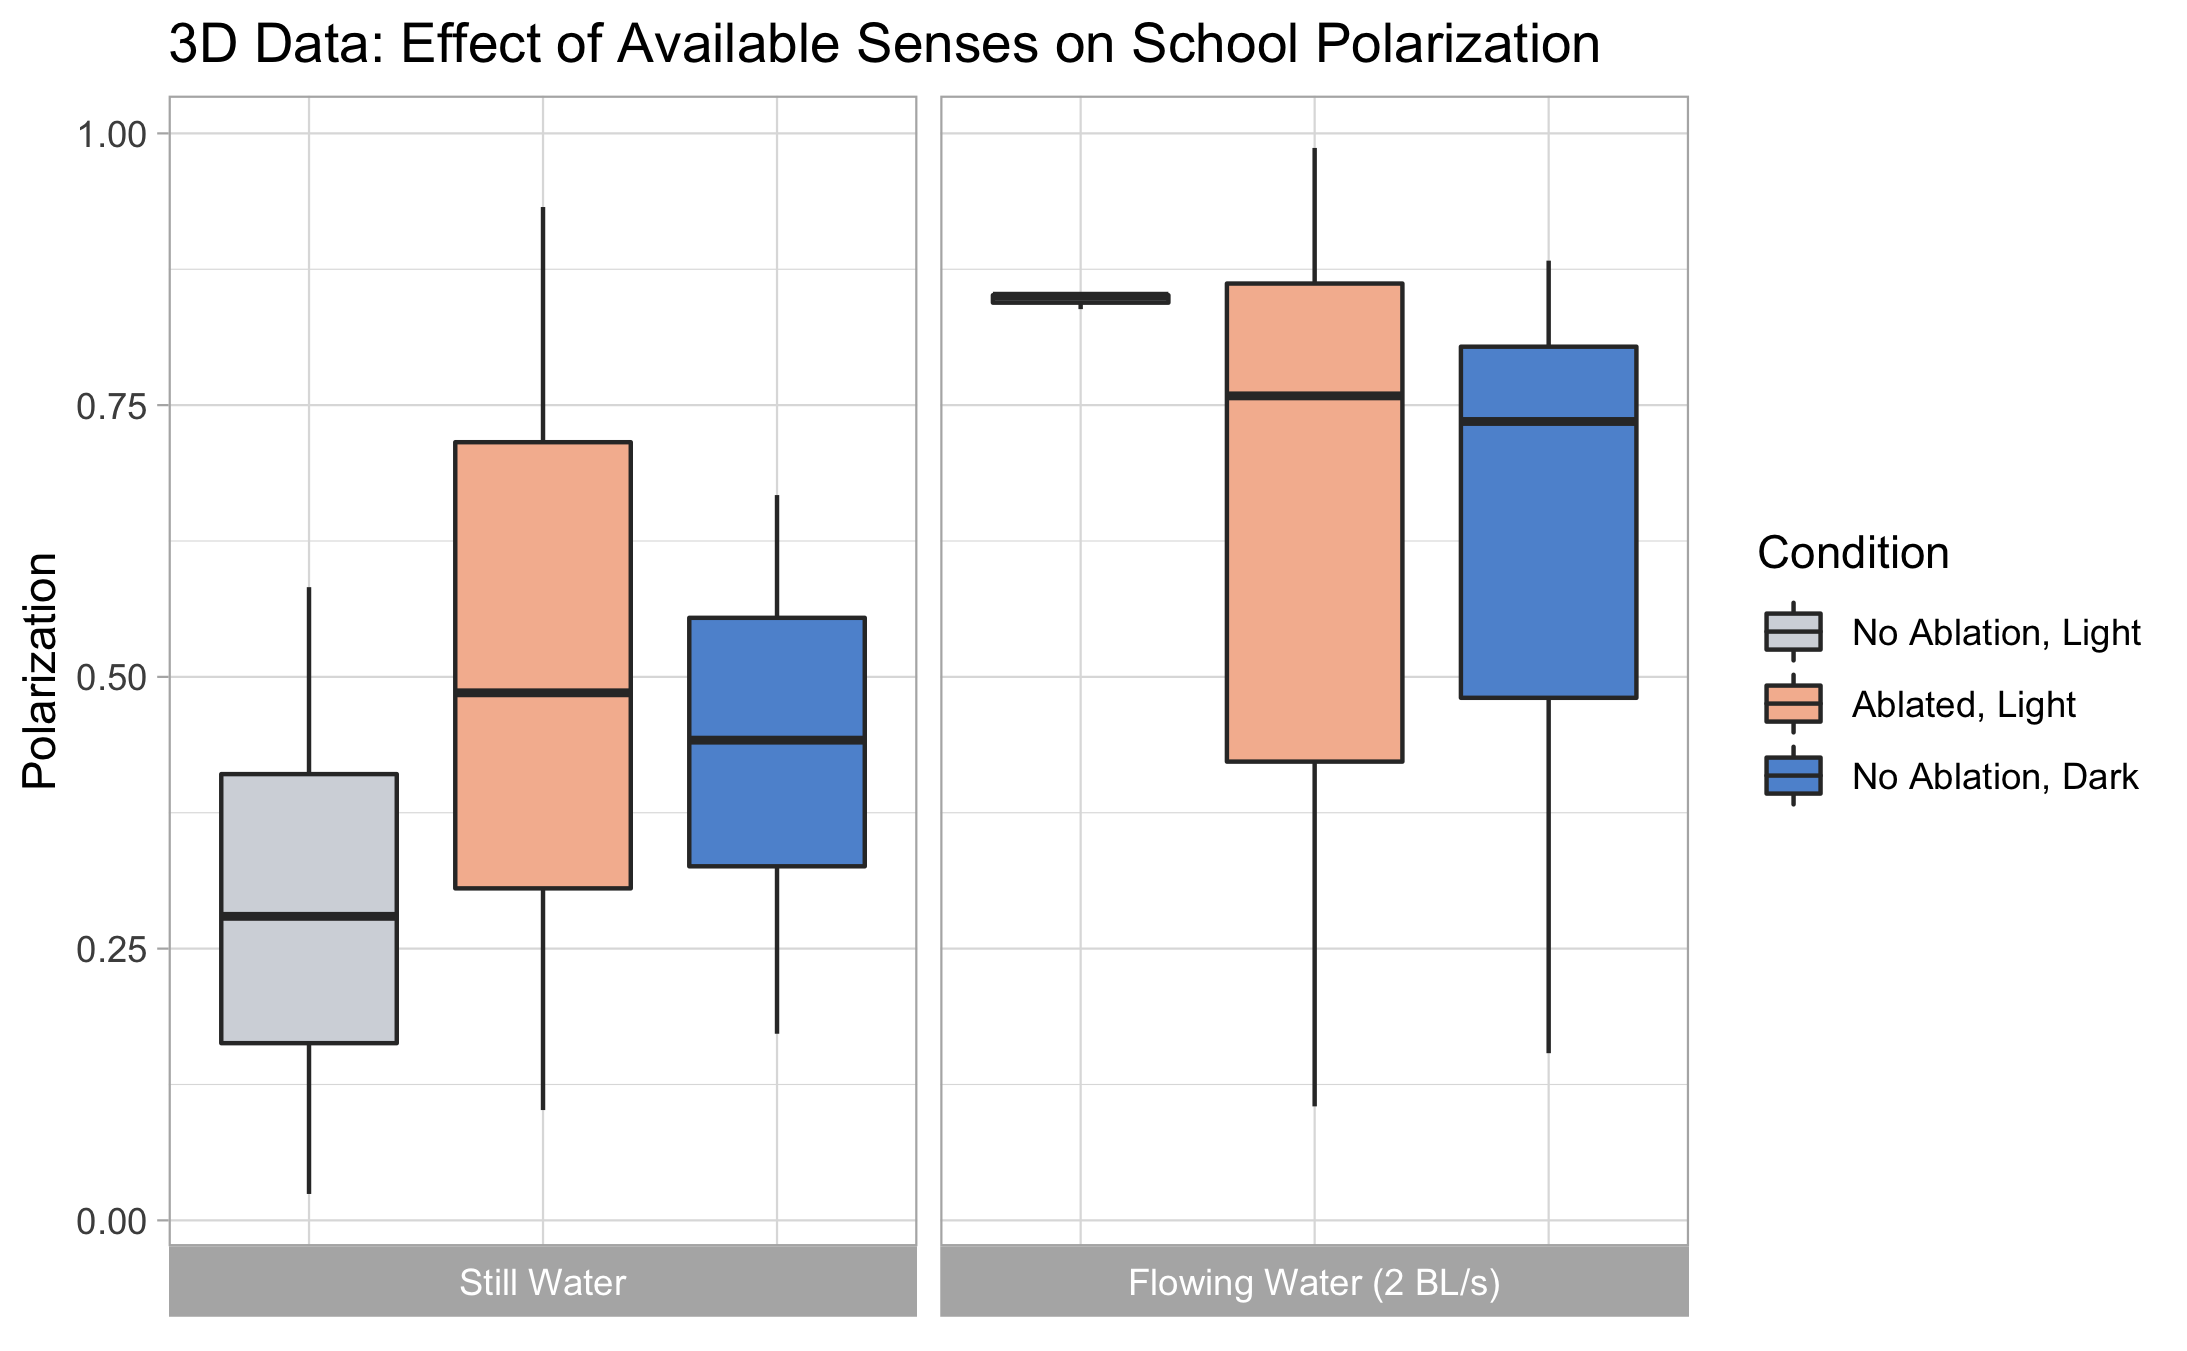 3D Data: Effect of Available Senses on School Polarization
Polarization
1.00
0.75
0.50
0.25
0.00
Still Water
Flowing Water (2 BL/s)
Condition
No Ablation, Light
Ablated, Light
No Ablation, Dark